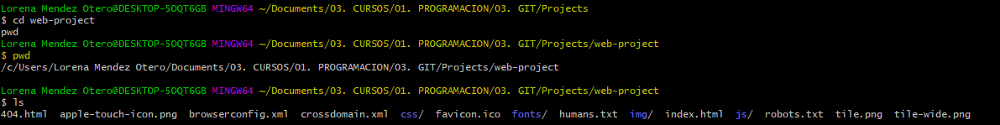 Lorena Mendez Otero@DESKTOP-5OQT6GB MINGW64 ~/Documents/03. CURSOS/01. PROGRAMACION/03. GIT/Projects
$ cd web-project
pwd
Lorena Mendez Otero@DESKTOP-5OQT6GB MINGW64 ~/Documents/03. CURSOS/01. PROGRAMACION/03. GIT/Projects/web-project
$ pwd
/c/Users/Lorena Mendez Otero/Documents/03. CURSOS/01. PROGRAMACION/03. GIT/Projects/web-project
Lorena Mendez Otero@DESKTOP-5OQT6GB MINGW64 ~/Documents/03. CURSOS/01. PROGRAMACION/03. GIT/Projects/web-project
$ ls
404.html  apple-touch-icon.png  browserconfig.xml  crossdomain.xml  css/  favicon.ico  fonts/  humans.txt  img/  index.html  js/  robots.txt  tile.png  tile-wide.png